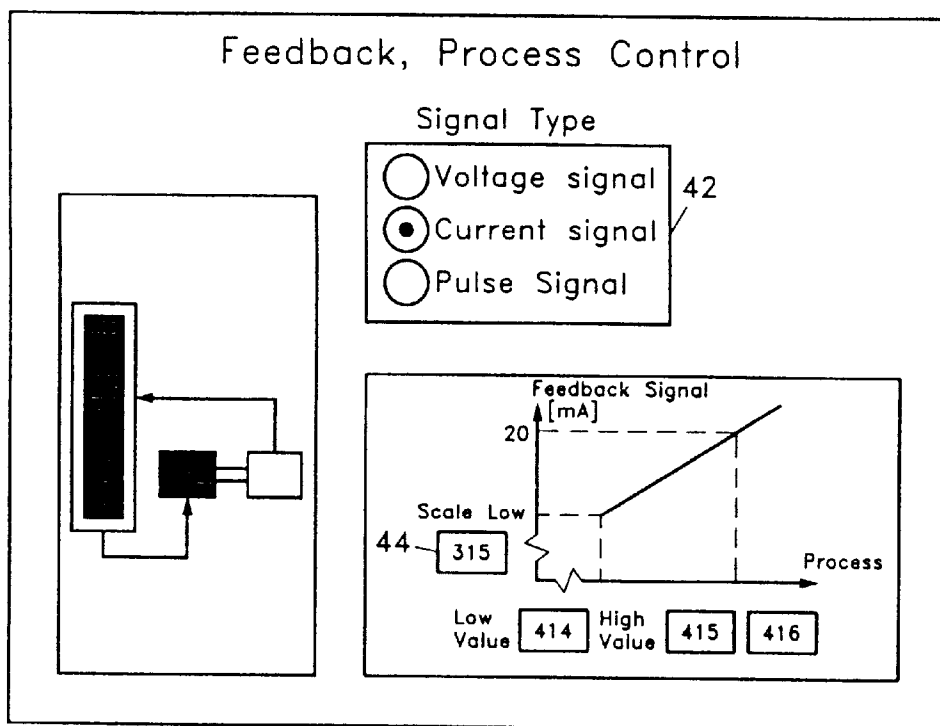 Feedback, Process Control
Signal Type
Voltage signal
42
Current signal
Pulse Signal
Feedback Signal
[mA]
20
Scale Low
44
315
Process
Low
Value
414
High
Value
415
416